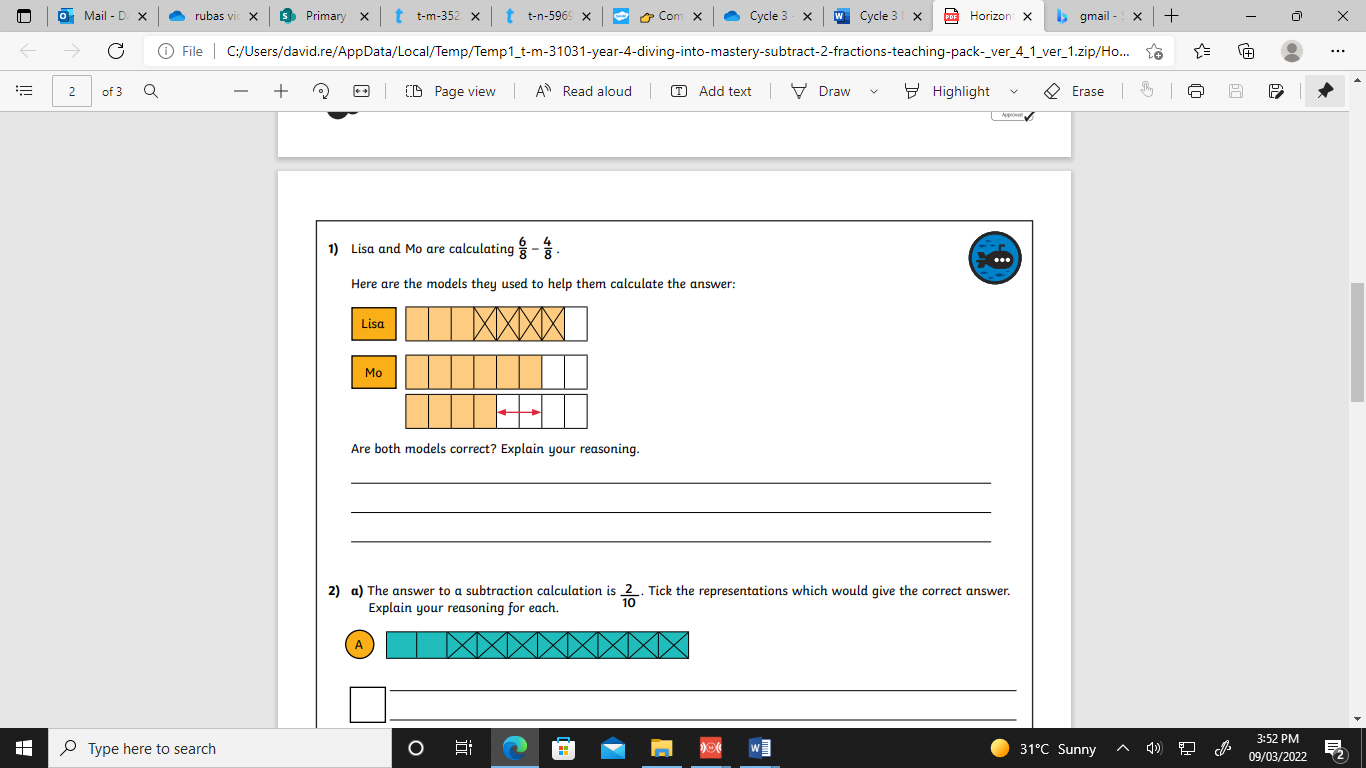 Mail - Da
rubas vi
Primary
t-m-352
t-n-5969
Com
Cycle 3 -
Cycle 3
Horizon
gmail - S
File
C:/Users/david.re/AppData/Local/Temp/Temp1_t-m-31031-year-4-diving-into-mastery-subtract-2-fractions-teaching-pack-_ver_4_1_ver_1.zip/Ho...
2 of 3
Page view
Read aloud
Add text
Draw
Highlight
Erase
Approved
1) Lisa and Mo are calculating 6/8 – 4/8 .
Here are the models they used to help them calculate the answer:
Lisa
Mo
Are both models correct? Explain your reasoning.
2) a) The answer to a subtraction calculation is 2/10. Tick the representations which would give the correct answer.
Explain your reasoning for each.
A
Type here to search
31°C Sunny
3:52 PM
09/03/2022
2